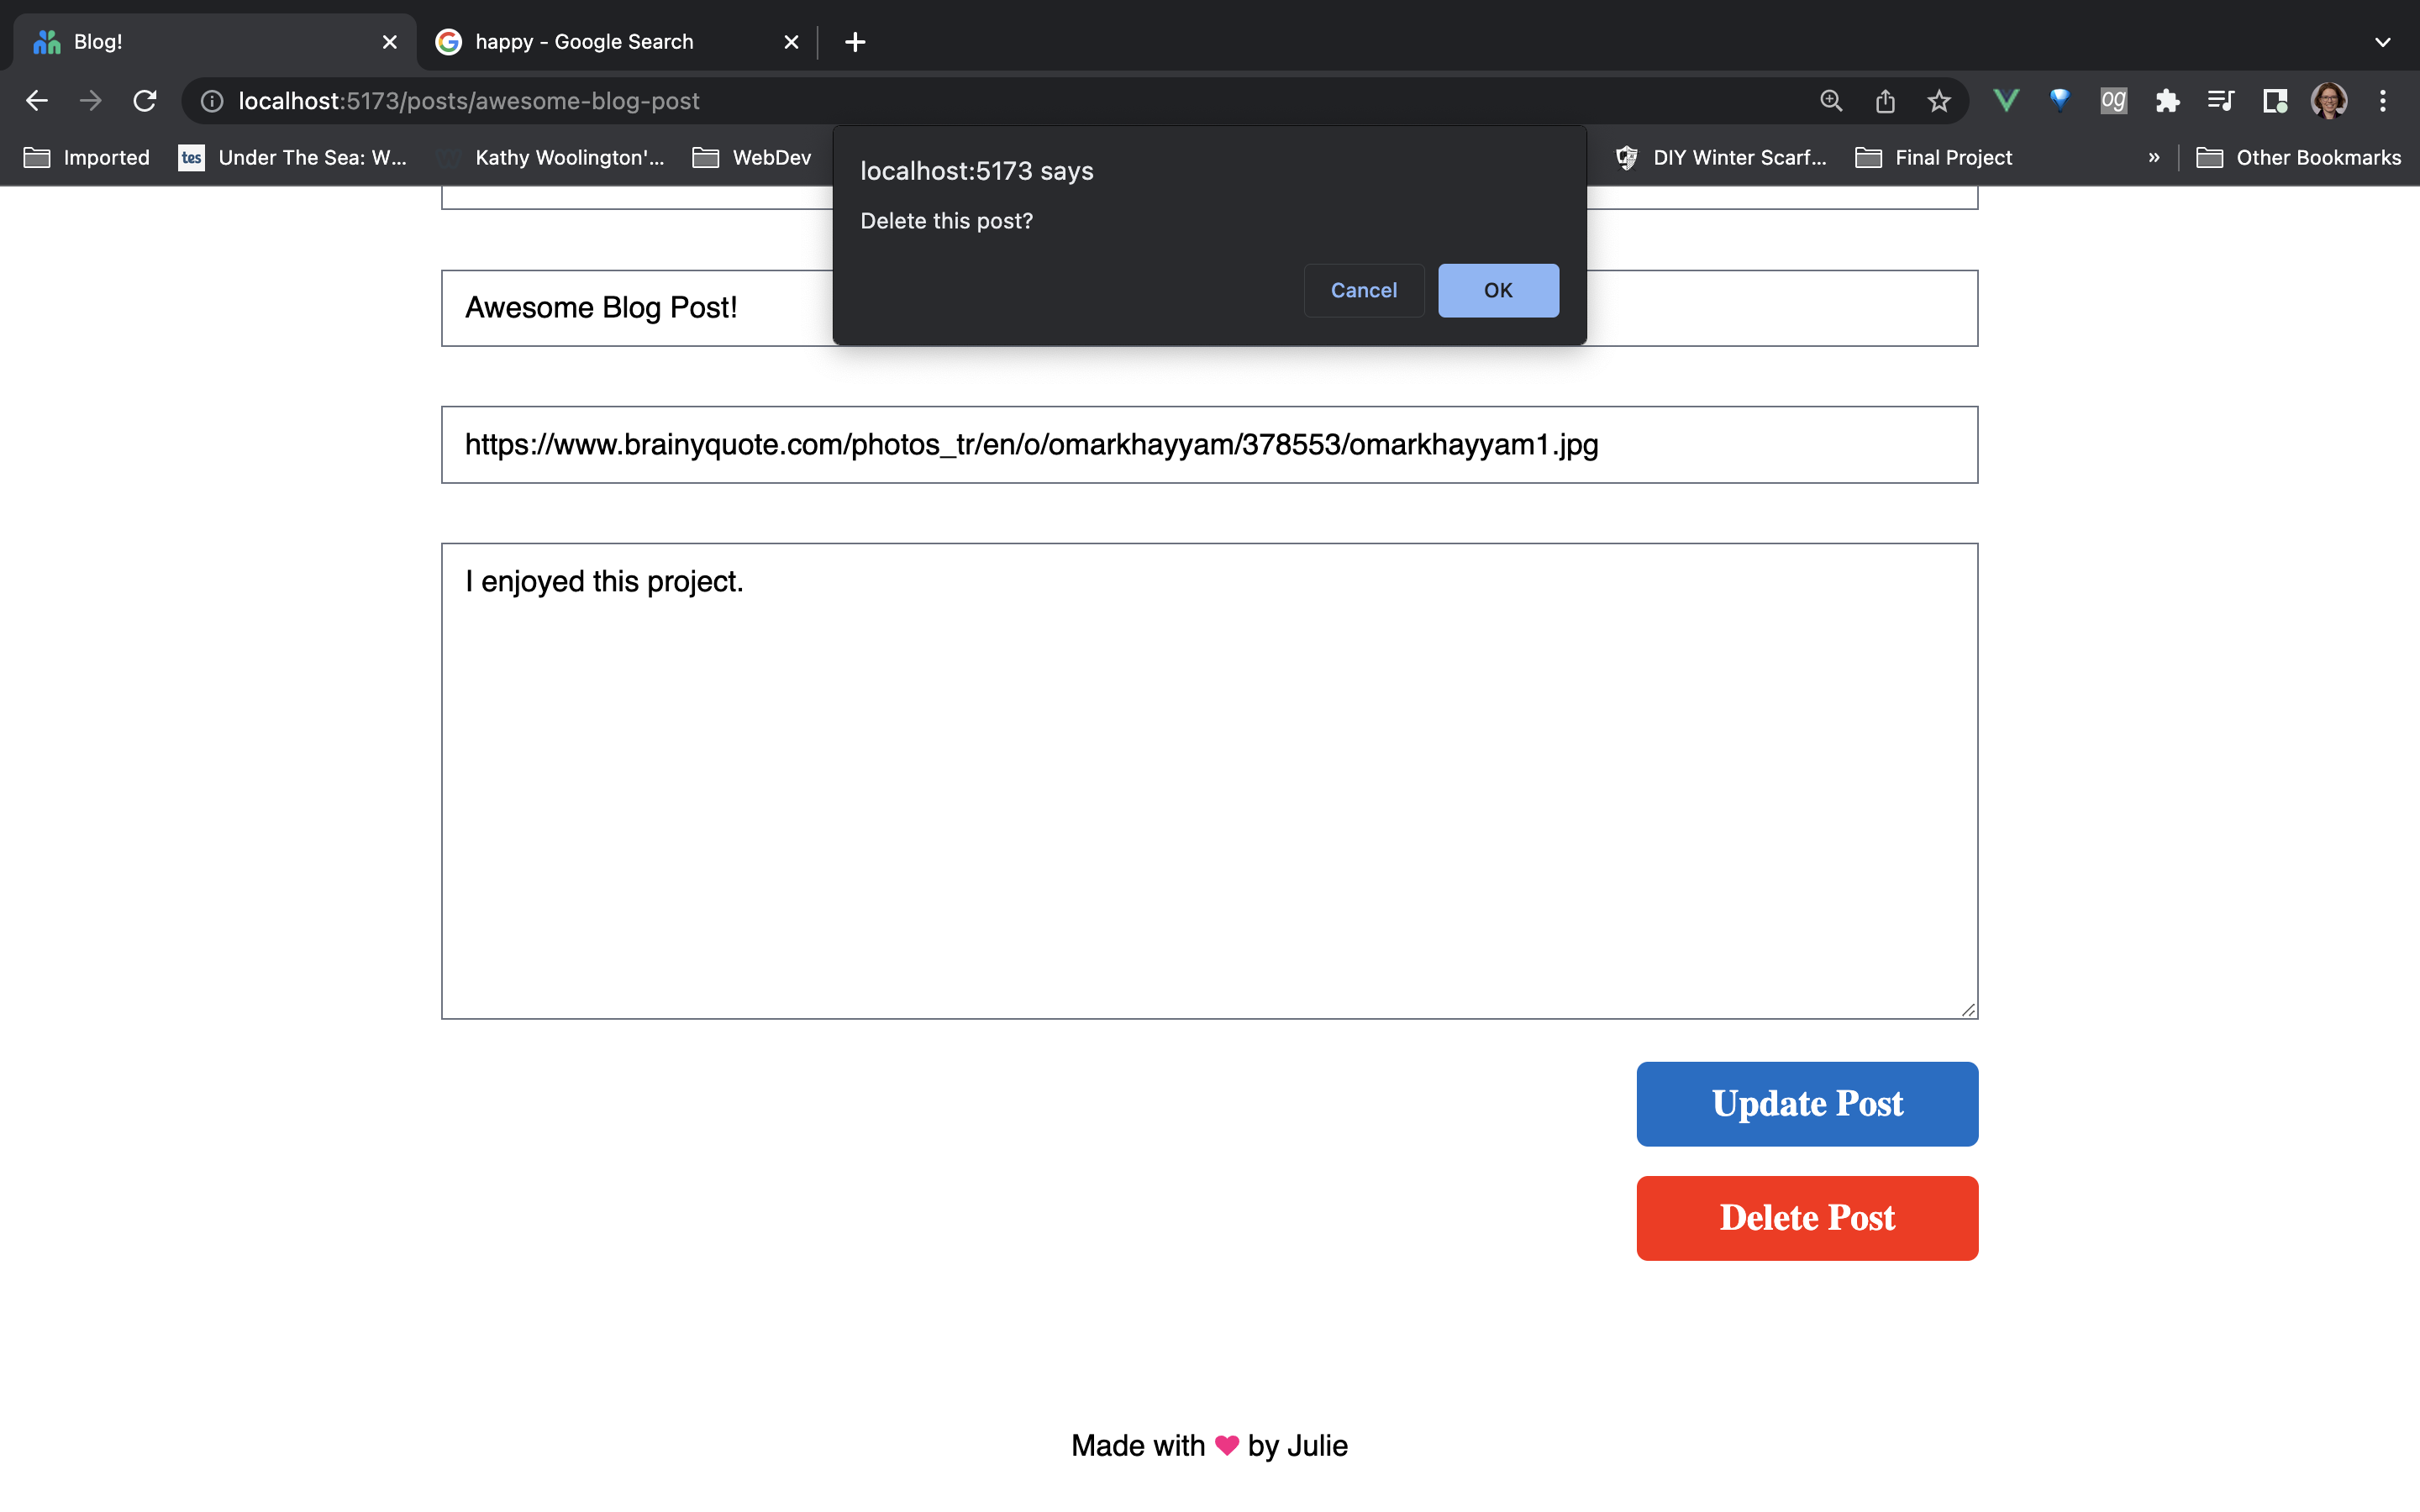 Blog!
happy - Google Search
localhost:5173/posts/awesome-blog-post
og
Imported
tes
Under The Sea: W...
Kathy Woolington'...
WebDev
DIY Winter Scarf...
Final Project
»
Other Bookmarks
localhost:5173 says
Delete this post?
Cancel
OK
Awesome Blog Post!
https://www.brainyquote.com/photos_tr/en/o/omarkhayyam/378553/omarkhayyam1.jpg
I enjoyed this project.
Update Post
Delete Post
Made with ❤ by Julie